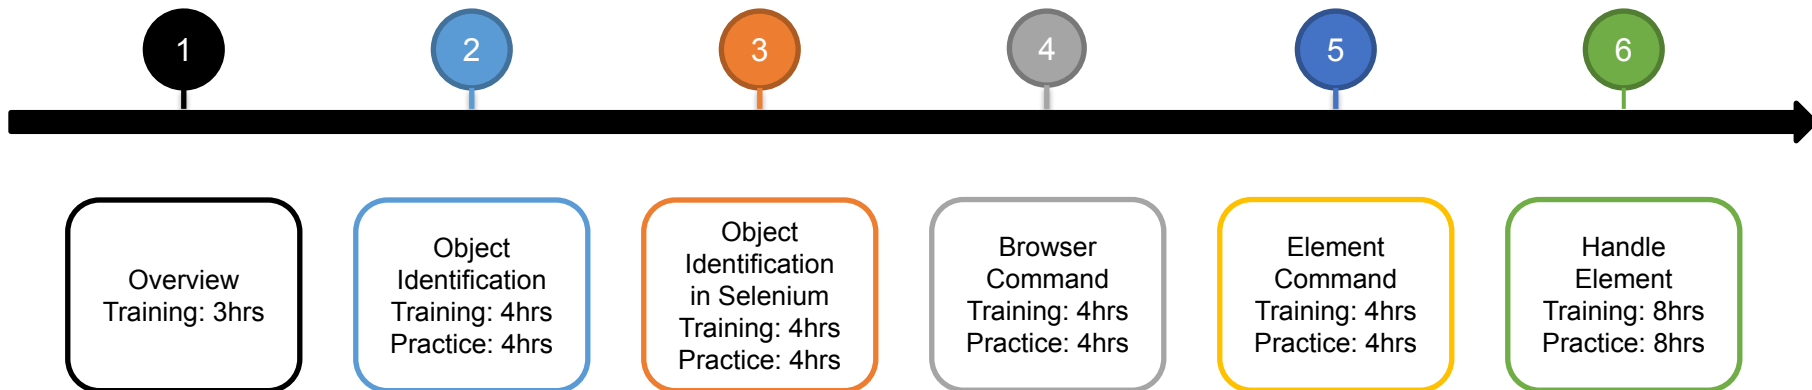 1
2
3
4
5
6
Overview
Training: 3hrs
Object
Identification
Training: 4hrs
Practice: 4hrs
Object
Identification
in Selenium
Training: 4hrs
Practice: 4hrs
Browser
Command
Training: 4hrs
Practice: 4hrs
Element
Command
Training: 4hrs
Practice: 4hrs
Handle
Element
Training: 8hrs
Practice: 8hrs